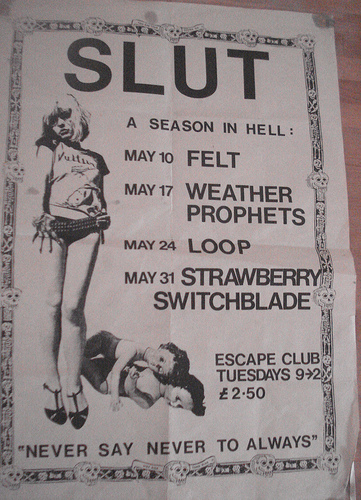 SLUT
A SEASON IN HELL:
MAY 10 FELT
MAY 17 WEATHER
PROPHETS
MAY 24 LOOP
MAY 31 STRAWBERRY
SWITCHBLADE
ESCAPE CLUB
TUESDAYS 9→2
£2·50
"NEVER SAY NEVER TO ALWAYS"